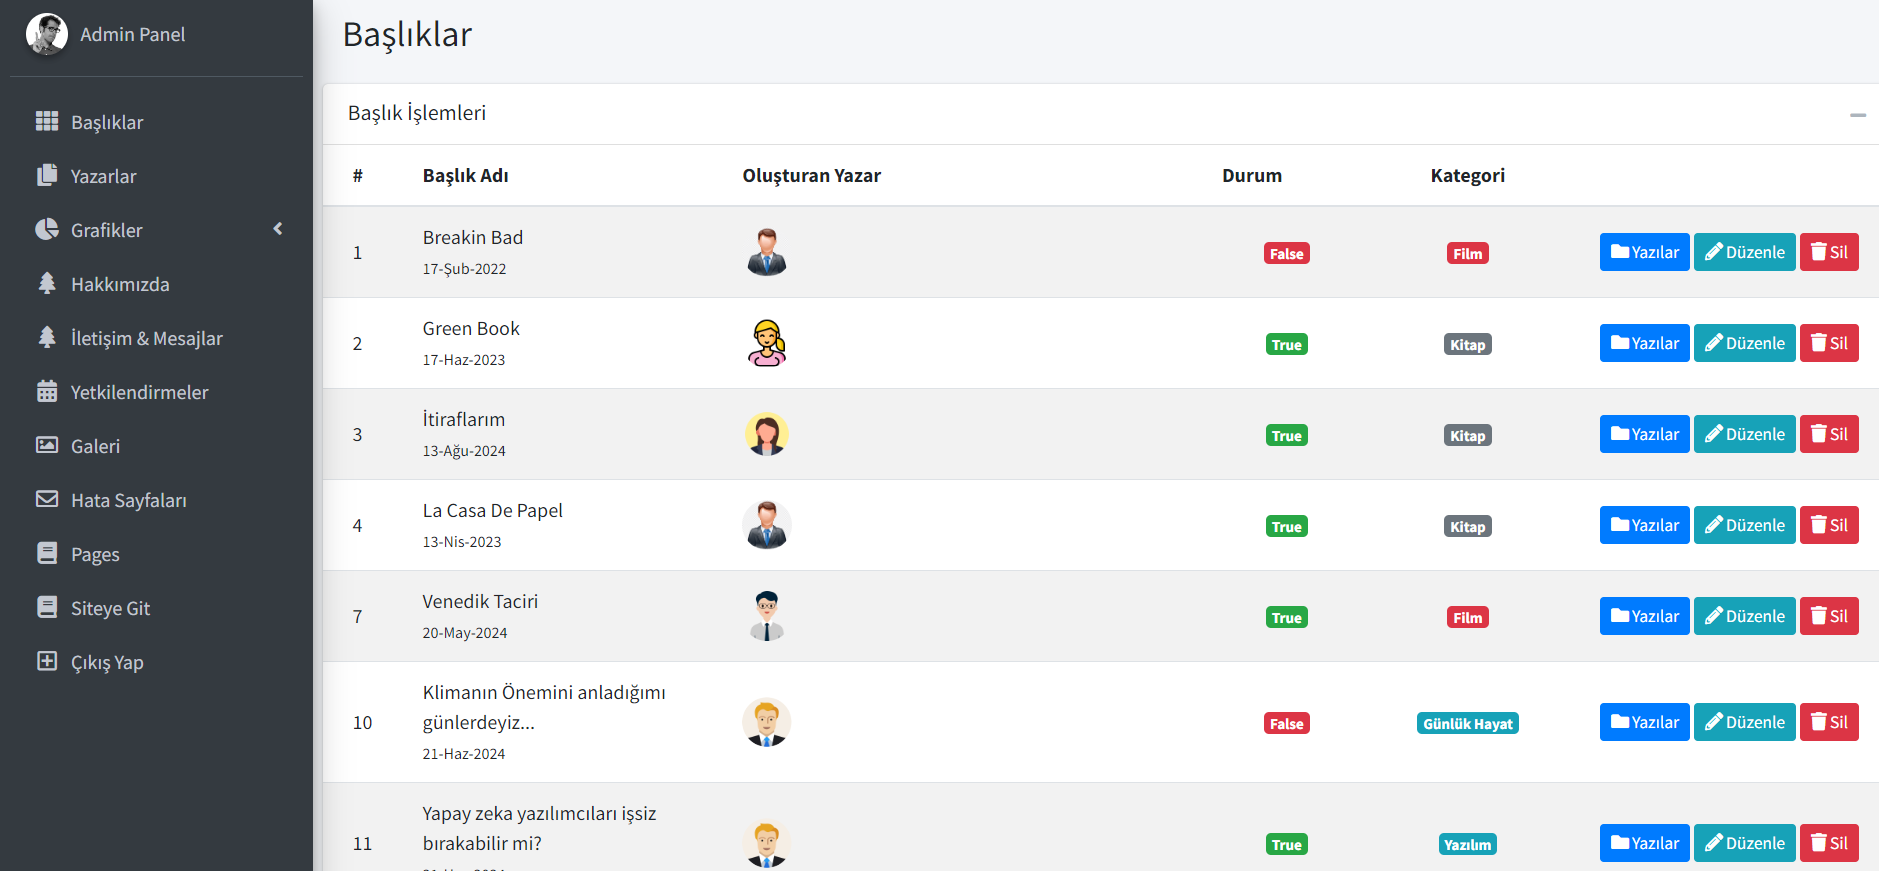 Admin Panel
Başlıklar
Yazarlar
Grafikler
Hakkımızda
İletişim & Mesajlar
Yetkilendirmeler
Galeri
Hata Sayfaları
Pages
Siteye Git
Çıkış Yap
Başlıklar
Başlık İşlemleri
# Başlık Adı Oluşturan Yazar Durum Kategori
1 Breakin Bad False Film Yazılar Düzenle Sil
17-Şub-2022
2 Green Book True Kitap Yazılar Düzenle Sil
17-Haz-2023
3 İtiraflarım True Kitap Yazılar Düzenle Sil
13-Ağu-2024
4 La Casa De Papel True Kitap Yazılar Düzenle Sil
13-Nis-2023
7 Venedik Taciri True Film Yazılar Düzenle Sil
20-May-2024
Klimanın Önemini anladığımı
10 günlerdeyiz... False Günlük Hayat Yazılar Düzenle Sil
21-Haz-2024
Yapay zeka yazılımcıları işsiz
11 bırakabilir mi? True Yazılım Yazılar Düzenle Sil